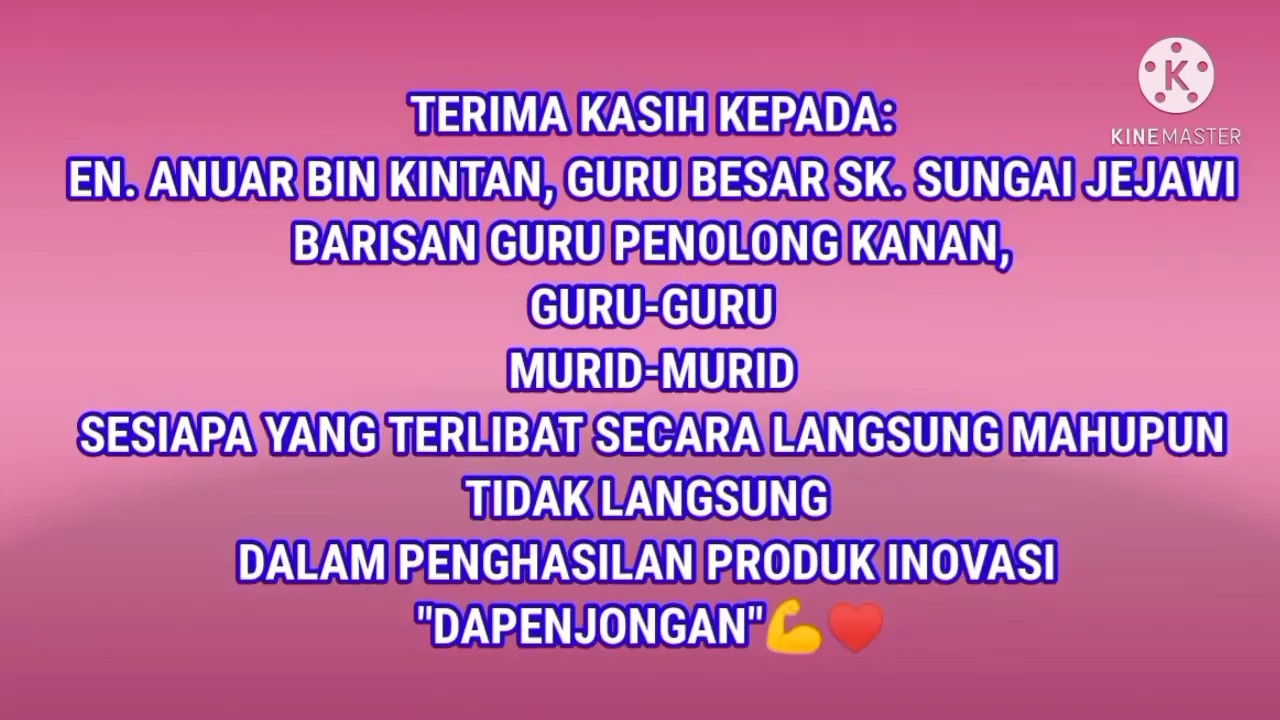 TERIMA KASIH KEPADA:
EN. ANUAR BIN KINTAN, GURU BESAR SK. SUNGAI JEJAWI
BARISAN GURU PENOLONG KANAN,
GURU-GURU
MURID-MURID
SESIAPA YANG TERLIBAT SECARA LANGSUNG MAHUPUN
TIDAK LANGSUNG
DALAM PENGHASILAN PRODUK INOVASI
"DAPENJONGAN"💪♥️
K
KINEMASTER